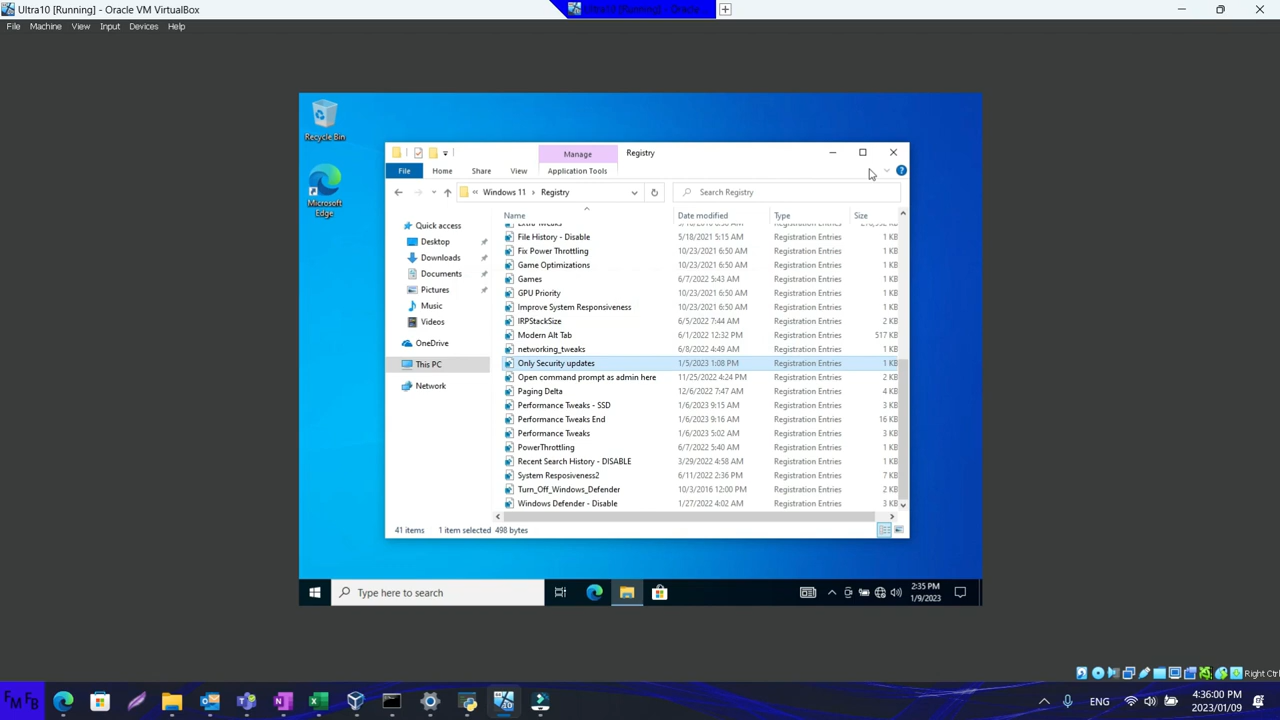 Ultra10 [Running] - Oracle VM VirtualBox
Ultra10 [Running] - Oracle
File Machine View Input Devices Help
Recycle Bin
Microsoft Edge
Manage Registry
File Home Share View Application Tools
Windows 11 Registry Search Registry
Name Date modified Type Size
Quick access
Desktop
Downloads
Documents
Pictures
Music
Videos
OneDrive
This PC
Network
File History - Disable 5/18/2021 5:15 AM Registration Entries 1 KB
Fix Power Throttling 10/23/2021 6:50 AM Registration Entries 1 KB
Game Optimizations 10/23/2021 6:50 AM Registration Entries 1 KB
Games 6/7/2022 5:43 AM Registration Entries 1 KB
GPU Priority 10/23/2021 6:50 AM Registration Entries 1 KB
Improve System Responsiveness 10/23/2021 6:50 AM Registration Entries 1 KB
IRPStackSize 6/5/2022 7:44 AM Registration Entries 2 KB
Modern Alt Tab 6/1/2022 12:32 PM Registration Entries 517 KB
networking_tweaks 6/8/2022 4:49 AM Registration Entries 1 KB
Only Security updates 1/5/2023 1:08 PM Registration Entries 1 KB
Open command prompt as admin here 11/25/2022 4:24 PM Registration Entries 2 KB
Paging Delta 12/6/2022 7:47 AM Registration Entries 4 KB
Performance Tweaks - SSD 1/6/2023 9:15 AM Registration Entries 3 KB
Performance Tweaks End 1/6/2023 9:16 AM Registration Entries 16 KB
Performance Tweaks 1/6/2023 5:02 AM Registration Entries 3 KB
PowerThrottling 6/7/2022 5:40 AM Registration Entries 1 KB
Recent Search History - DISABLE 3/29/2022 4:58 AM Registration Entries 1 KB
System Resposiveness2 6/11/2022 2:36 PM Registration Entries 7 KB
Turn_Off_Windows_Defender 10/3/2016 12:00 PM Registration Entries 2 KB
Windows Defender - Disable 1/27/2022 4:02 AM Registration Entries 1 KB
41 items 1 item selected 498 bytes
Type here to search
2:35 PM
1/9/2023
Right Ctrl
FM FB
ENG
4:36:00 PM
2023/01/09